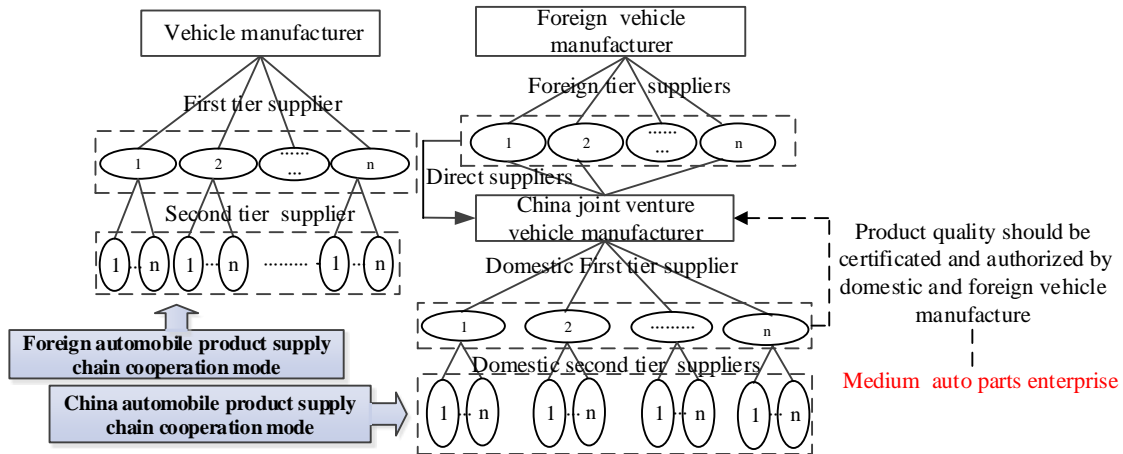 Vehicle manufacturer
First tier supplier
1
2
......
...
n
Second tier supplier
1
...
n
1
...
n
.........
1
...
n
Foreign automobile product supply
chain cooperation mode
China automobile product supply
chain cooperation mode
Foreign vehicle
manufacturer
Foreign tier suppliers
1
2
......
...
n
Direct suppliers
China joint venture
vehicle manufacturer
Domestic First tier supplier
1
2
.........
n
Domestic second tier suppliers
1
...
n
1
...
n
1
...
n
1
...
n
Product quality should be
certificated and authorized by
domestic and foreign vehicle
manufacture
Medium auto parts enterprise